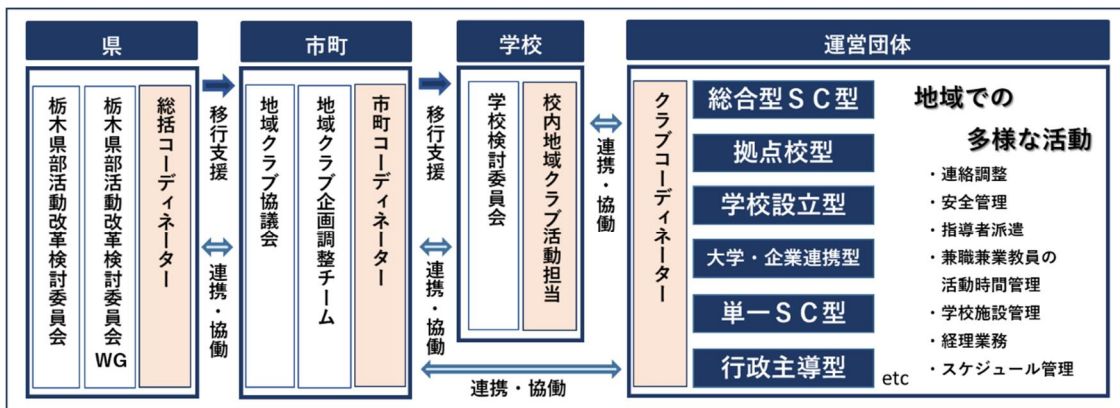 県
栃木県部活動改革検討委員会
栃木県部活動改革検討委員会WG
総括コーディネーター
移行支援
連携・協働
市町
地域クラブ協議会
地域クラブ企画調整チーム
市町コーディネーター
移行支援
連携・協働
学校
学校検討委員会
校内地域クラブ活動担当
連携・協働
連携・協働
運営団体
クラブコーディネーター
総合型ＳＣ型
拠点校型
学校設立型
大学・企業連携型
単一ＳＣ型
行政主導型
etc
地域での
多様な活動
・連絡調整
・安全管理
・指導者派遣
・兼職兼業教員の
活動時間管理
・学校施設管理
・経理業務
・スケジュール管理